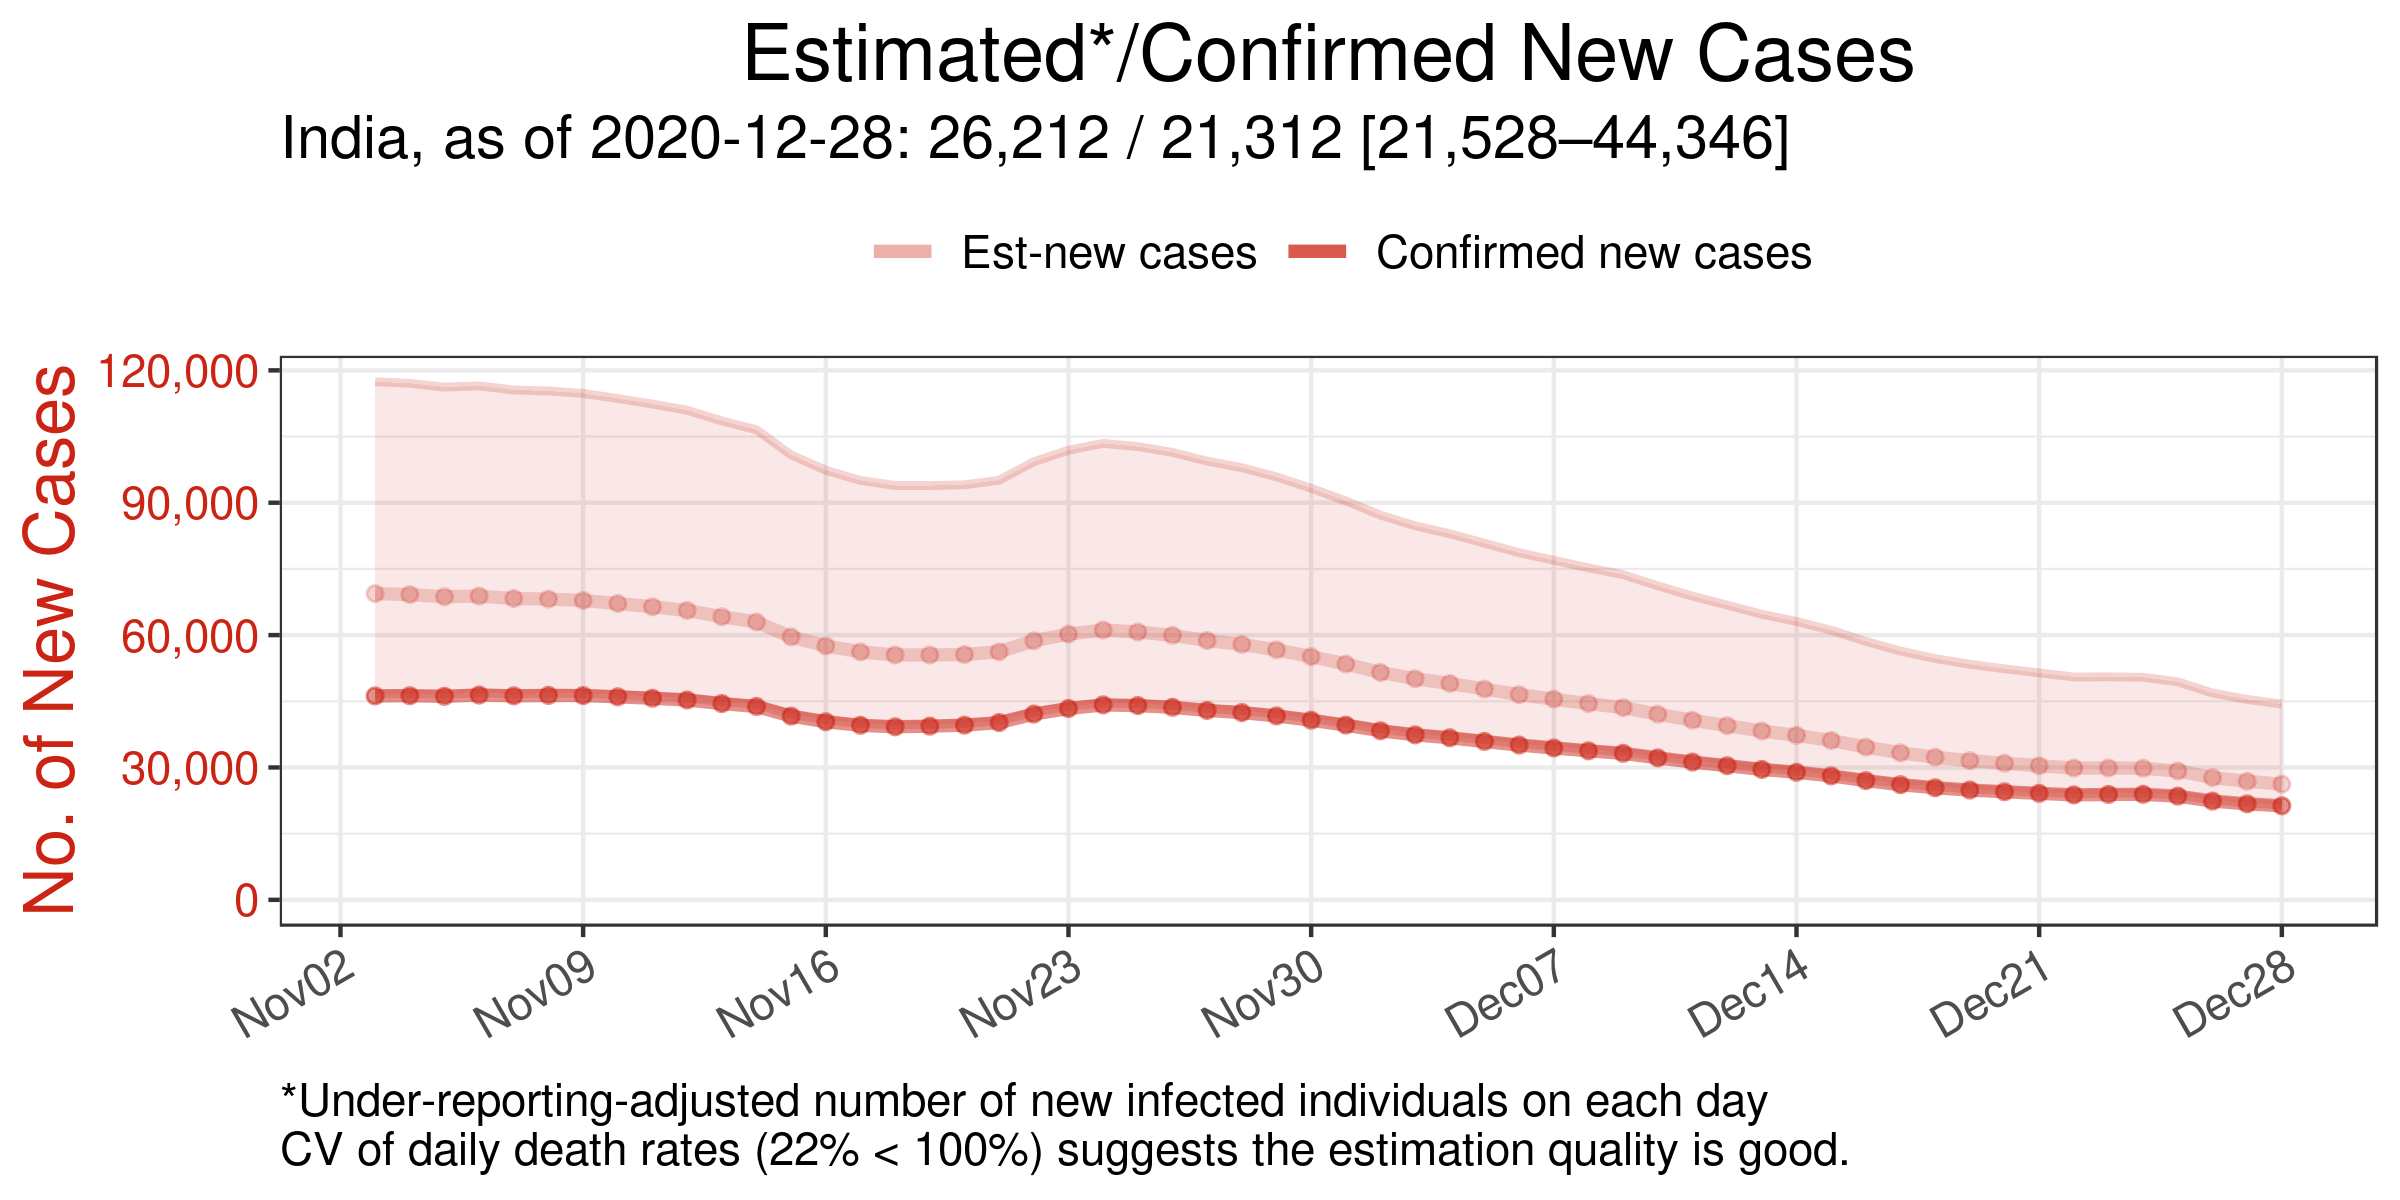 Estimated*/Confirmed New Cases
India, as of 2020-12-28: 26,212 / 21,312 [21,528–44,346]
Est-new cases
Confirmed new cases
No. of New Cases
120,000
90,000
60,000
30,000
0
Nov02
Nov09
Nov16
Nov23
Nov30
Dec07
Dec14
Dec21
Dec28
*Under-reporting-adjusted number of new infected individuals on each day
CV of daily death rates (22% < 100%) suggests the estimation quality is good.